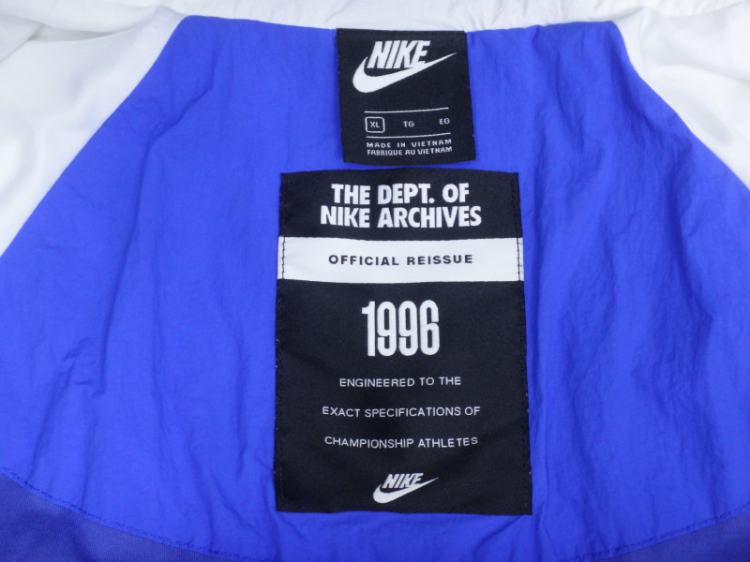 NIKE
XL TG EG
MADE IN VIETNAM
FABRIQUE AU VIETNAM
THE DEPT. OF
NIKE ARCHIVES
OFFICIAL REISSUE
1996
ENGINEERED TO THE
EXACT SPECIFICATIONS OF
CHAMPIONSHIP ATHLETES
NIKE